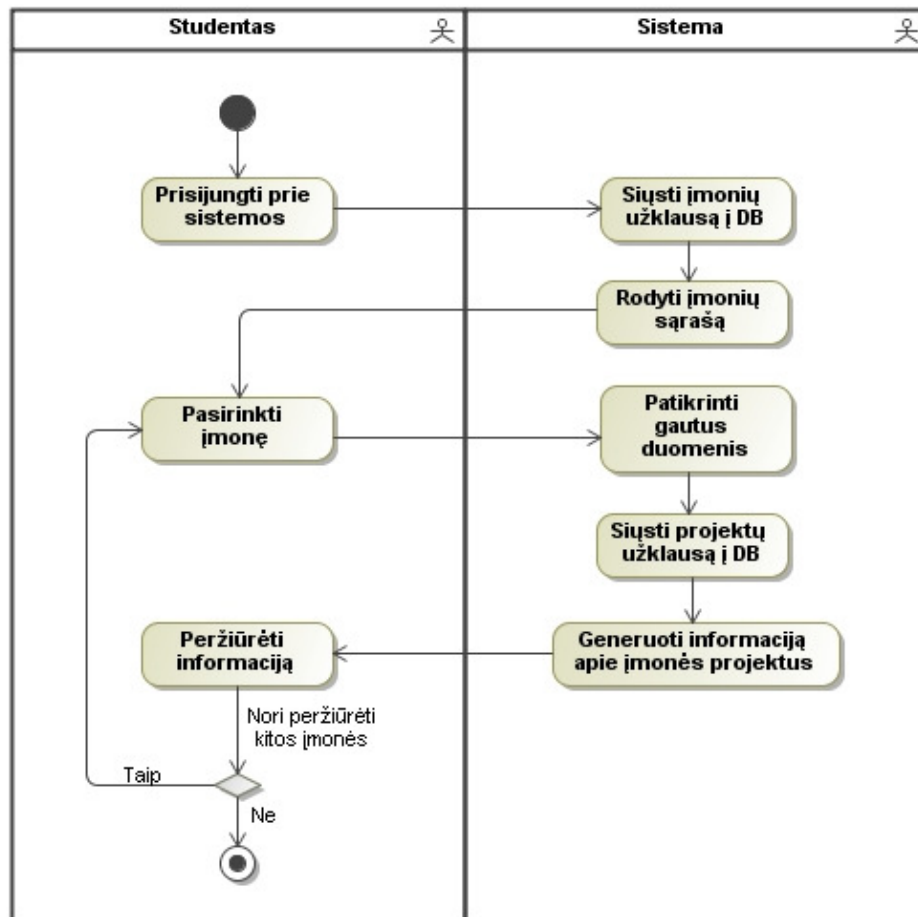 Studentas
Sistema
Prisijungti prie
sistemos
Siųsti įmonių
užklausą į DB
Rodyti įmonių
sąrašą
Pasirinkti
įmonę
Patikrinti
gautus
duomenis
Siųsti projektų
užklausą į DB
Generuoti informaciją
apie įmonės projektus
Peržiūrėti
informaciją
Nori peržiūrėti
kitos įmonės
Taip
Ne